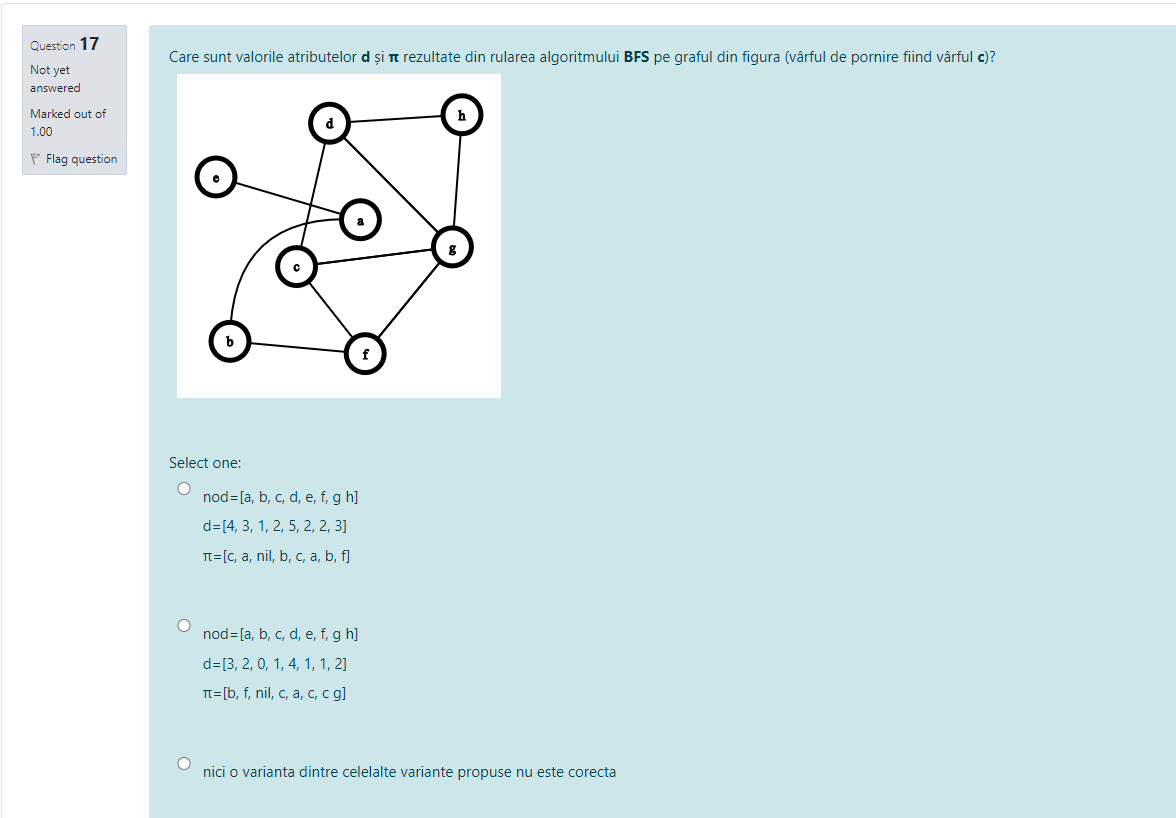 Question 17
Not yet
answered
Marked out of
1.00
Flag question
Care sunt valorile atributelor d și π rezultate din rularea algoritmului BFS pe graful din figura (vârful de pornire fiind vârful c)?
d
h
e
a
g
c
b
f
Select one:
nod=[a, b, c, d, e, f, g h]
d=[4, 3, 1, 2, 5, 2, 2, 3]
π=[c, a, nil, b, c, a, b, f]
nod=[a, b, c, d, e, f, g h]
d=[3, 2, 0, 1, 4, 1, 1, 2]
π=[b, f, nil, c, a, c, c g]
nici o varianta dintre celelalte variante propuse nu este corecta